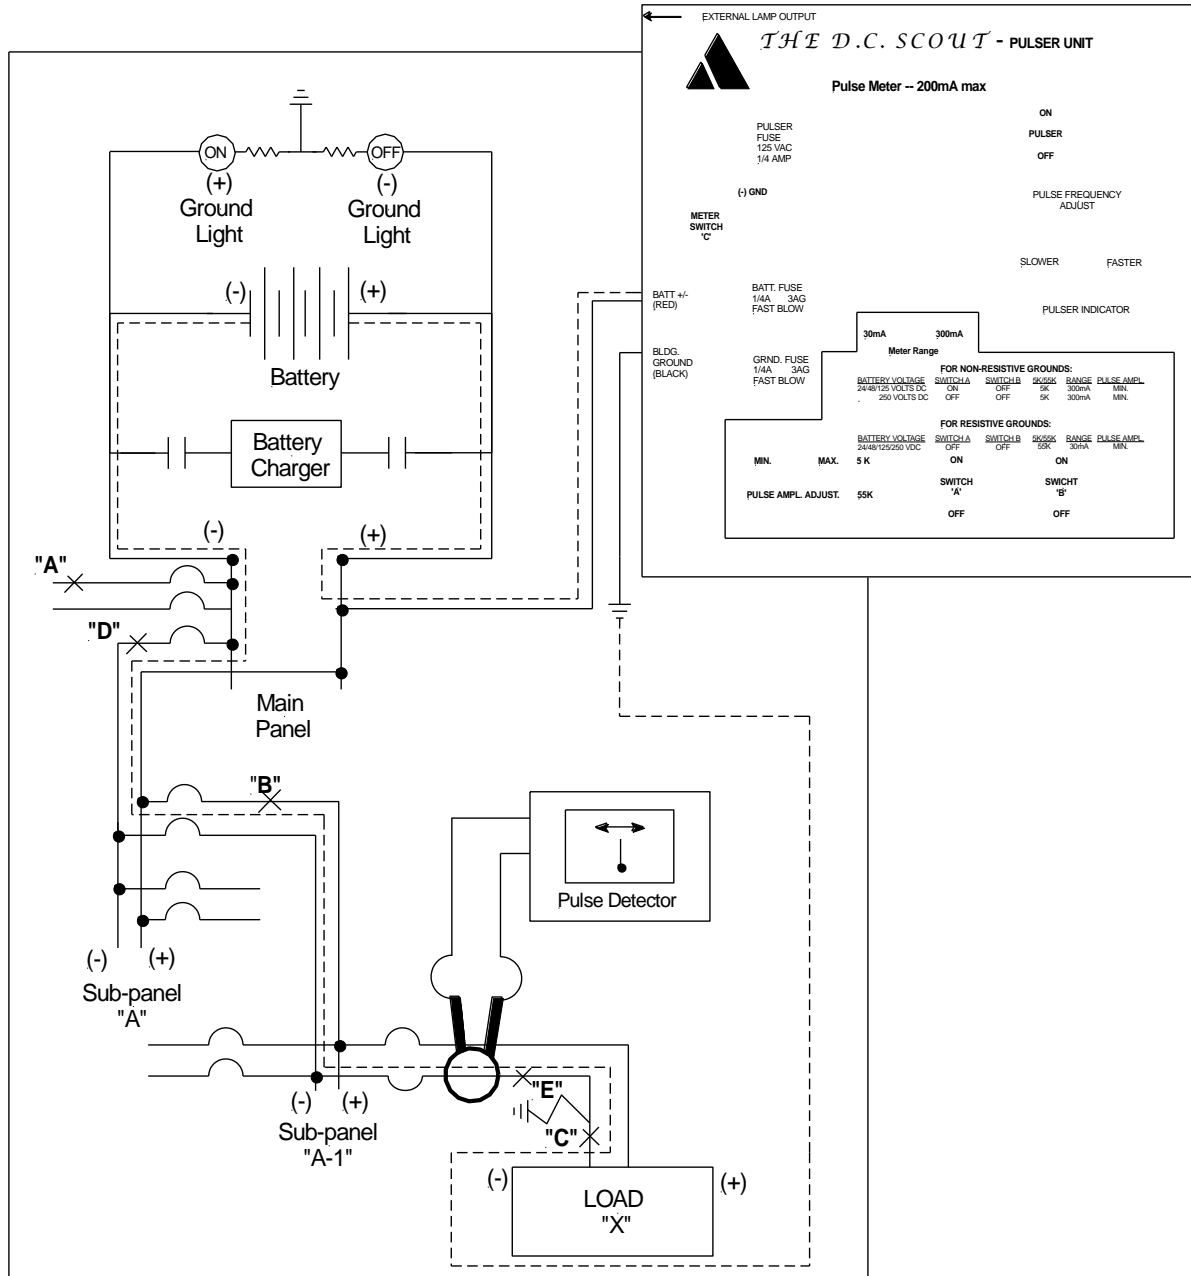 EXTERNAL LAMP OUTPUT
THE D.C. SCOUT - PULSER UNIT
Pulse Meter -- 200mA max
ON
PULSER
OFF
PULSER
FUSE
125 VAC
1/4 AMP
(-) GND
PULSE FREQUENCY
ADJUST
METER
SWITCH
'C'
SLOWER FASTER
BATT +/-
(RED)
BATT. FUSE
1/4A 3AG
FAST BLOW
PULSER INDICATOR
30mA 300mA
Meter Range
BLDG.
GROUND
(BLACK)
GRND. FUSE
1/4A 3AG
FAST BLOW
FOR NON-RESISTIVE GROUNDS:
BATTERY VOLTAGE SWITCH A SWITCH B 5K/55K RANGE PULSE AMPL.
24/48/125 VOLTS DC ON OFF 5K 300mA MIN.
. 250 VOLTS DC OFF OFF 5K 300mA MIN.
FOR RESISTIVE GROUNDS:
BATTERY VOLTAGE SWITCH A SWITCH B 5K/55K RANGE PULSE AMPL.
24/48/125/250 VDC OFF OFF 55K 30mA MIN.
MIN. MAX. 5 K ON ON
SWITCH
'A'
SWICHT
'B'
PULSE AMPL. ADJUST. 55K
OFF OFF
ON
OFF
(+)
Ground
Light
(-)
Ground
Light
(-) (+)
Battery
Battery
Charger
(-) (+)
"A"
"D"
Main
Panel
"B"
Pulse Detector
(-) (+)
Sub-panel
"A"
"E"
(-) (+)
Sub-panel
"A-1"
"C"
(-) (+)
LOAD
"X"